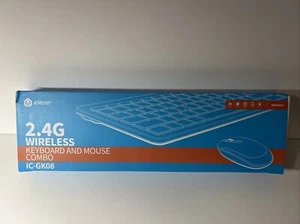 iclever
2.4G
WIRELESS
KEYBOARD AND MOUSE
COMBO
IC-GK08